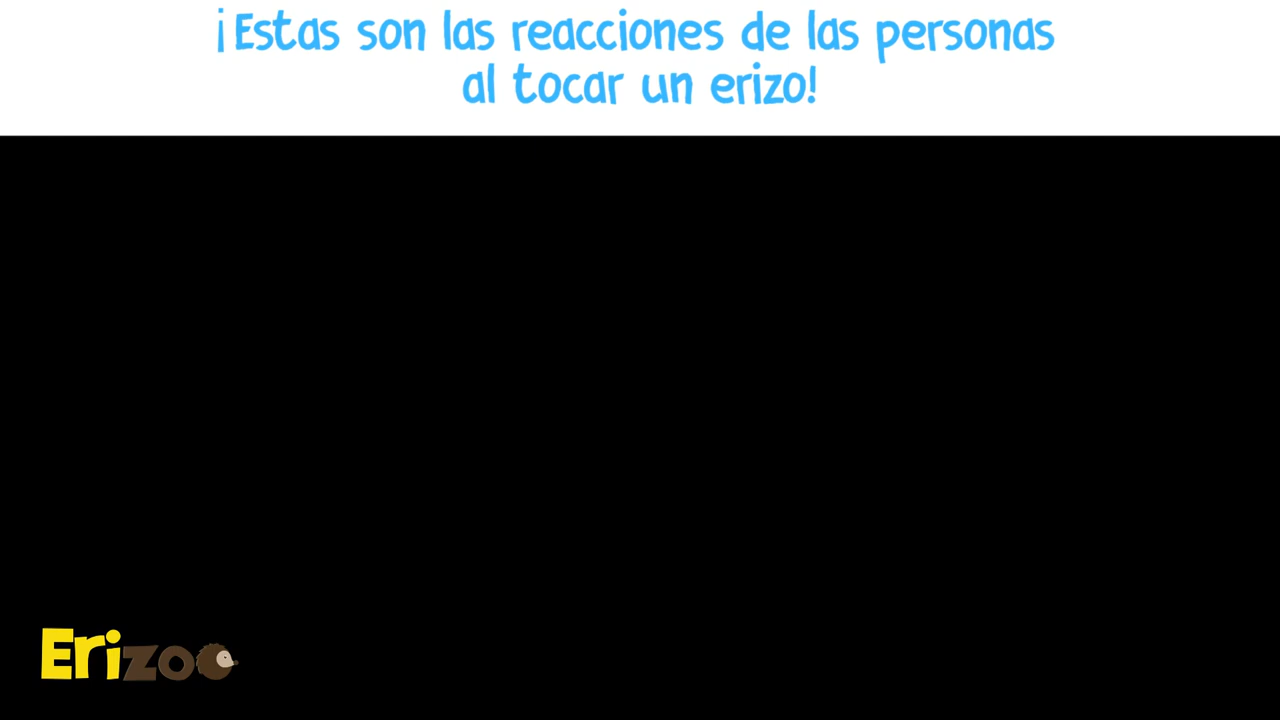 ¡Estas son las reacciones de las personas
al tocar un erizo!
Erizoo